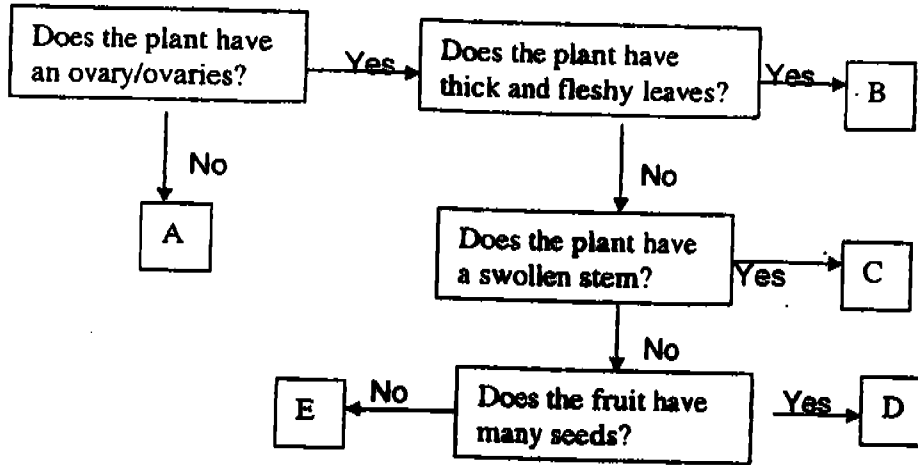 Does the plant have
an ovary/ovaries?
Yes
Does the plant have
thick and fleshy leaves?
Yes
B
No
A
No
Does the plant have
a swollen stem?
Yes
C
No
E
No
Does the fruit have
many seeds?
Yes
D